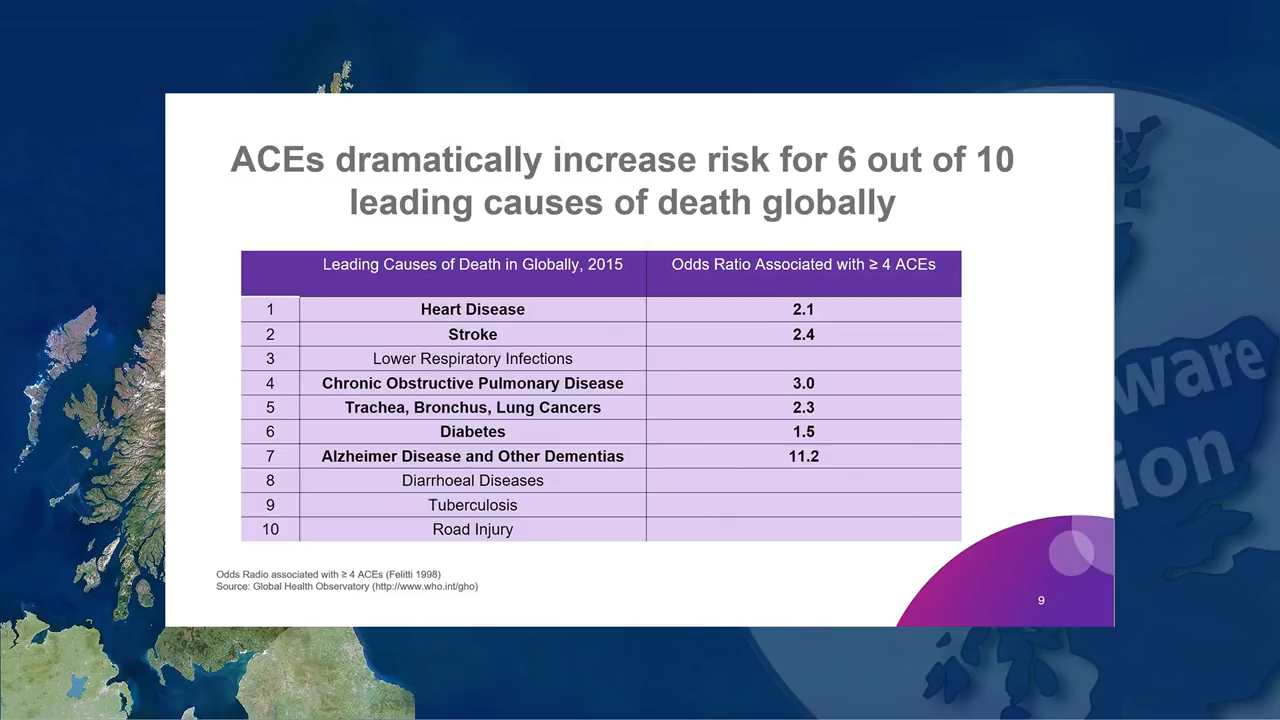 ACEs dramatically increase risk for 6 out of 10
leading causes of death globally
Leading Causes of Death in Globally, 2015 Odds Ratio Associated with ≥ 4 ACEs
1 Heart Disease 2.1
2 Stroke 2.4
3 Lower Respiratory Infections
4 Chronic Obstructive Pulmonary Disease 3.0
5 Trachea, Bronchus, Lung Cancers 2.3
6 Diabetes 1.5
7 Alzheimer Disease and Other Dementias 11.2
8 Diarrhoeal Diseases
9 Tuberculosis
10 Road Injury
Odds Radio associated with ≥ 4 ACEs (Felitti 1998)
Source: Global Health Observatory (http://www.who.int/gho)
9
ware
ion